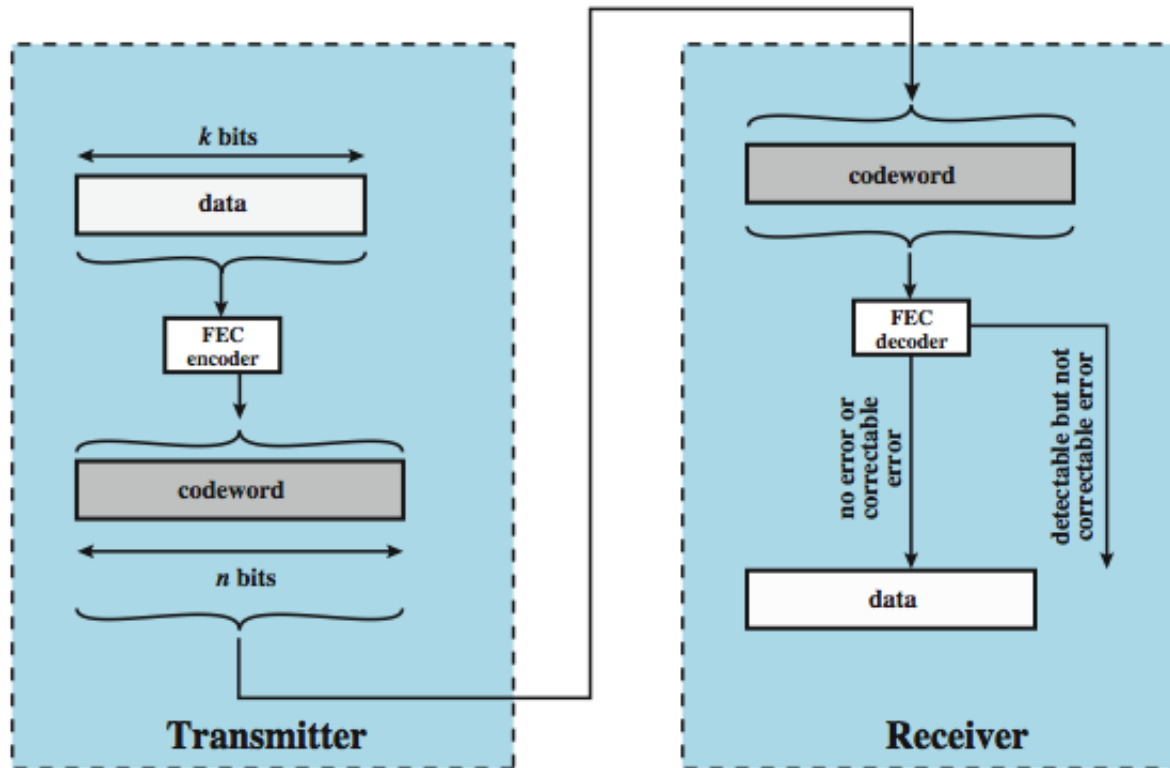 k bits
data
FEC
encoder
codeword
n bits
Transmitter
codeword
FEC
decoder
no error or
correctable
error
detectable but not
correctable error
data
Receiver